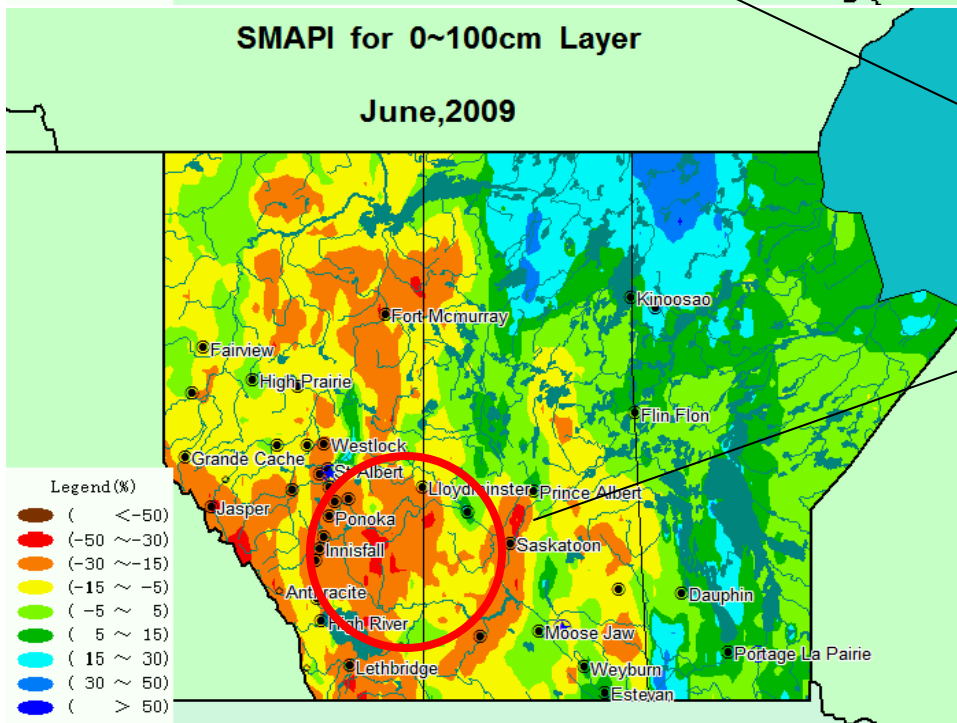 SMAPI for 0~100cm Layer
June,2009
Kinoosao
Fort-Mcmurray
Fairview
High Prairie
Flin Flon
Westlock
Grande Cache
St. Albert
Lloydminster
Prince Albert
Jasper
Ponoka
Saskatoon
Innisfall
Anthracite
Dauphin
High River
Moose Jaw
Portage La Pairie
Lethbridge
Weyburn
Estevan
Legend(%)
( <-50)
(-50 ~-30)
(-30 ~-15)
(-15 ~ -5)
( -5 ~ 5)
( 5 ~ 15)
( 15 ~ 30)
( 30 ~ 50)
( > 50)